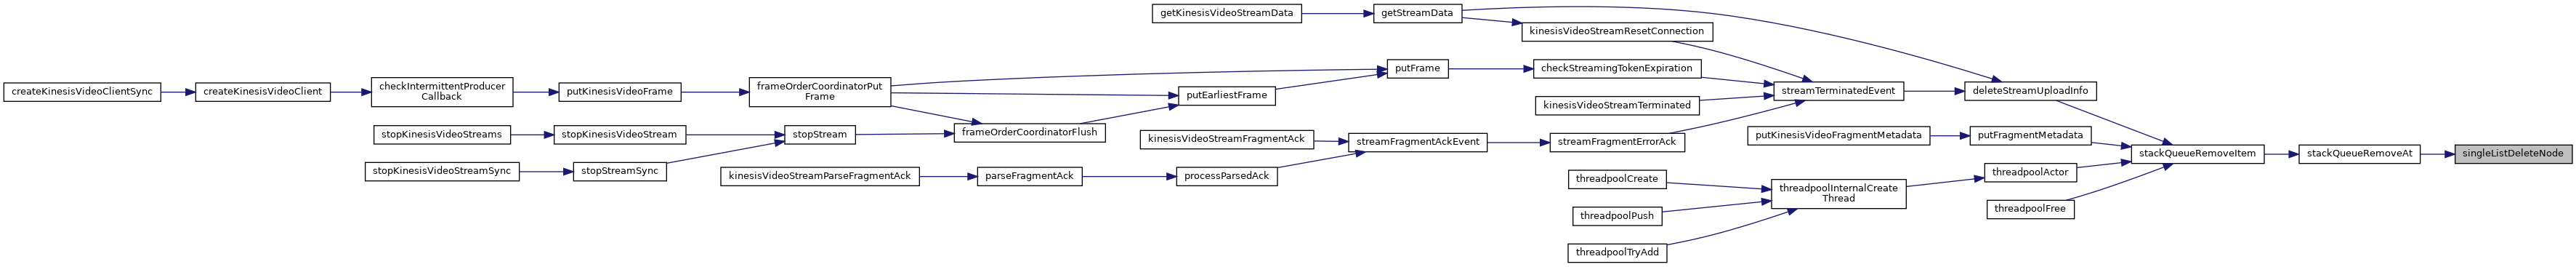 getKinesisVideoStreamData
getStreamData
kinesisVideoStreamResetConnection
putFrame
checkStreamingTokenExpiration
createKinesisVideoClientSync
createKinesisVideoClient
checkIntermittentProducer
Callback
putKinesisVideoFrame
frameOrderCoordinatorPut
Frame
putEarliestFrame
kinesisVideoStreamTerminated
streamTerminatedEvent
deleteStreamUploadInfo
stopKinesisVideoStreams
stopKinesisVideoStream
stopStream
frameOrderCoordinatorFlush
kinesisVideoStreamFragmentAck
streamFragmentAckEvent
streamFragmentErrorAck
putKinesisVideoFragmentMetadata
putFragmentMetadata
stackQueueRemoveItem
stackQueueRemoveAt
singleListDeleteNode
stopKinesisVideoStreamSync
stopStreamSync
kinesisVideoStreamParseFragmentAck
parseFragmentAck
processParsedAck
threadpoolCreate
threadpoolInternalCreate
Thread
threadpoolActor
threadpoolPush
threadpoolFree
threadpoolTryAdd